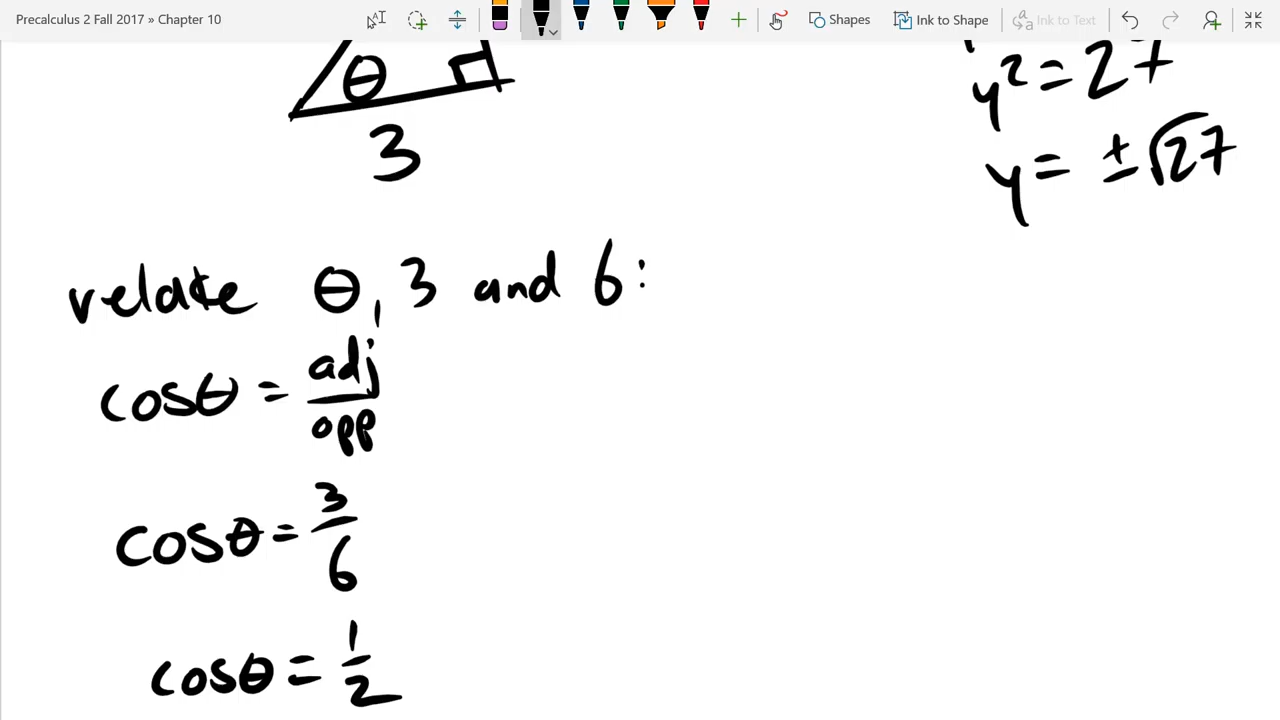 Precalculus 2 Fall 2017 » Chapter 10
Shapes
Ink to Shape
Ink to Text
θ
3
y² = 27
y = ±√27
relate θ, 3 and 6:
cosθ = adj/opp
cosθ = 3/6
cosθ = 1/2